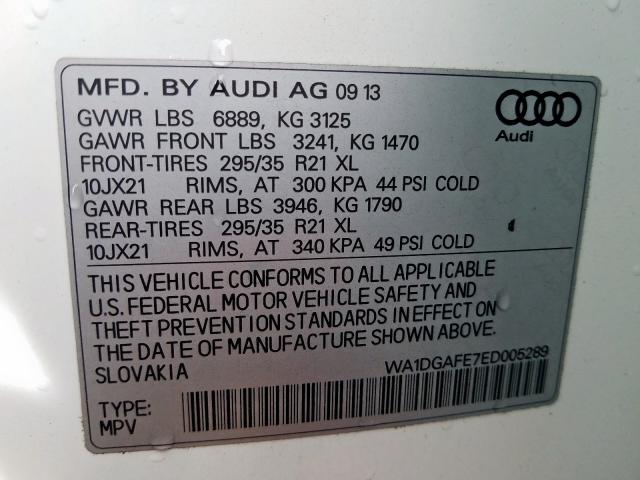 MFD. BY AUDI AG 09 13
GVWR LBS 6889, KG 3125
GAWR FRONT LBS 3241, KG 1470
FRONT-TIRES 295/35 R21 XL
10JX21 RIMS, AT 300 KPA 44 PSI COLD
GAWR REAR LBS 3946, KG 1790
REAR-TIRES 295/35 R21 XL
10JX21 RIMS, AT 340 KPA 49 PSI COLD
Audi
THIS VEHICLE CONFORMS TO ALL APPLICABLE
U.S. FEDERAL MOTOR VEHICLE SAFETY AND
THEFT PREVENTION STANDARDS IN EFFECT ON
THE DATE OF MANUFACTURE SHOWN ABOVE.
SLOVAKIA
WA1DGAFE7ED005289
TYPE:
MPV